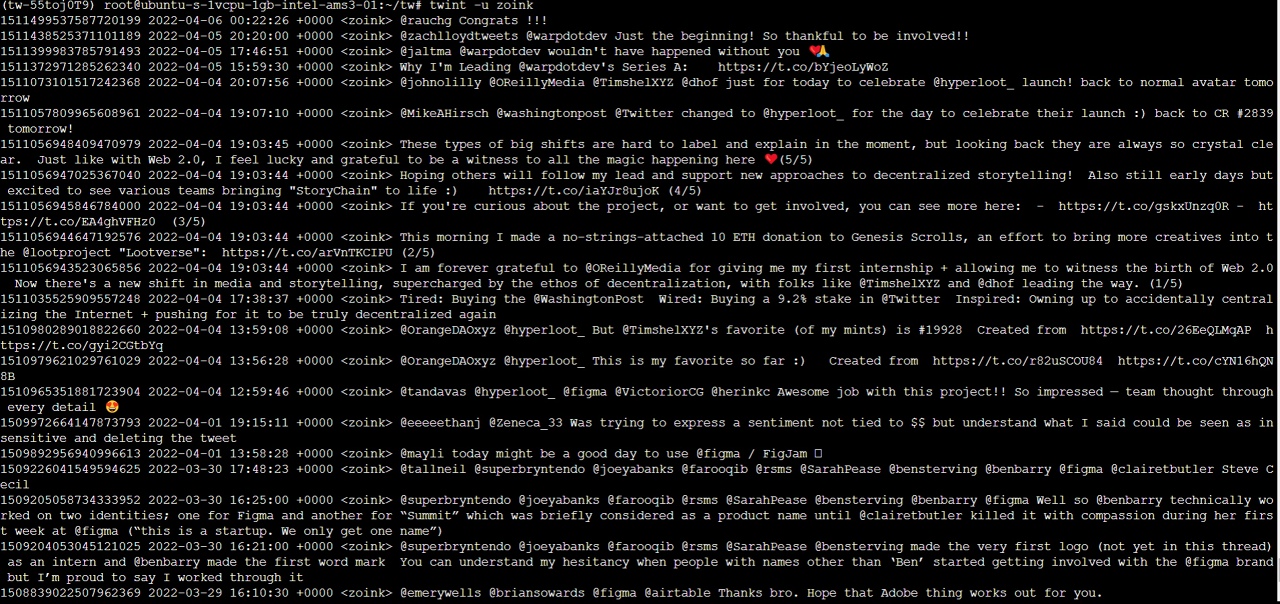 (tw-55toj0T9) root@ubuntu-s-1vcpu-1gb-intel-ams3-01:~/tw# twint -u zoink
1511499537587720199 2022-04-06 00:22:26 +0000 <zoink> @rauchg Congrats !!!
1511438525371101189 2022-04-05 20:20:00 +0000 <zoink> @zachlloydtweets @warpdotdev Just the beginning! So thankful to be involved!!
1511399983785791493 2022-04-05 17:46:51 +0000 <zoink> @jaltma @warpdotdev wouldn't have happened without you ❤️🙏
1511372971285262340 2022-04-05 15:59:30 +0000 <zoink> Why I'm Leading @warpdotdev's Series A:    https://t.co/bYjeoLyWoZ
1511073101517242368 2022-04-04 20:07:56 +0000 <zoink> @johnolilly @OReillyMedia @TimshelXYZ @dhof just for today to celebrate @hyperloot_ launch! back to normal avatar tomo
rrow
1511057809965608961 2022-04-04 19:07:10 +0000 <zoink> @MikeAHirsch @washingtonpost @Twitter changed to @hyperloot_ for the day to celebrate their launch :) back to CR #2839
 tomorrow!
1511056948409470979 2022-04-04 19:03:45 +0000 <zoink> These types of big shifts are hard to label and explain in the moment, but looking back they are always so crystal cle
ar.  Just like with Web 2.0, I feel lucky and grateful to be a witness to all the magic happening here ❤️(5/5)
1511056947025367040 2022-04-04 19:03:44 +0000 <zoink> Hoping others will follow my lead and support new approaches to decentralized storytelling!  Also still early days but
 excited to see various teams bringing "StoryChain" to life :)    https://t.co/iaYJr8ujoK (4/5)
1511056945846784000 2022-04-04 19:03:44 +0000 <zoink> If you're curious about the project, or want to get involved, you can see more here:  -  https://t.co/gskxUnzq0R -  ht
tps://t.co/EA4ghVFHz0  (3/5)
1511056944647192576 2022-04-04 19:03:44 +0000 <zoink> This morning I made a no-strings-attached 10 ETH donation to Genesis Scrolls, an effort to bring more creatives into t
he @lootproject "Lootverse":  https://t.co/arVnTKCIPU (2/5)
1511056943523065856 2022-04-04 19:03:44 +0000 <zoink> I am forever grateful to @OReillyMedia for giving me my first internship + allowing me to witness the birth of Web 2.0
  Now there's a new shift in media and storytelling, supercharged by the ethos of decentralization, with folks like @TimshelXYZ and @dhof leading the way. (1/5)
1511035525909557248 2022-04-04 17:38:37 +0000 <zoink> Tired: Buying the @WashingtonPost  Wired: Buying a 9.2% stake in @Twitter  Inspired: Owning up to accidentally central
izing the Internet + pushing for it to be truly decentralized again
1510980289018822660 2022-04-04 13:59:08 +0000 <zoink> @OrangeDAOxyz @hyperloot_ But @TimshelXYZ's favorite (of my mints) is #19928  Created from  https://t.co/26EeQLMqAP  h
ttps://t.co/gyi2CGtbYq
1510979621029761029 2022-04-04 13:56:28 +0000 <zoink> @OrangeDAOxyz @hyperloot_ This is my favorite so far :)   Created from  https://t.co/r82uSCOU84  https://t.co/cYN16hQN
8B
1510965351881723904 2022-04-04 12:59:46 +0000 <zoink> @tandavas @hyperloot_ @figma @VictoriorCG @herinkc Awesome job with this project!! So impressed — team thought through
 every detail 😍
1509972664147873793 2022-04-01 19:15:11 +0000 <zoink> @eeeeethanj @Zeneca_33 Was trying to express a sentiment not tied to $$ but understand what I said could be seen as in
sensitive and deleting the tweet
1509892956940996613 2022-04-01 13:58:28 +0000 <zoink> @mayli today might be a good day to use @figma / FigJam
1509226041549594625 2022-03-30 17:48:23 +0000 <zoink> @tallneil @superbryntendo @joeyabanks @farooqib @rsms @SarahPease @bensterving @benbarry @figma @clairetbutler Steve C
ecil
1509205058734333952 2022-03-30 16:25:00 +0000 <zoink> @superbryntendo @joeyabanks @farooqib @rsms @SarahPease @bensterving @benbarry @figma Well so @benbarry technically wo
rked on two identities; one for Figma and another for “Summit” which was briefly considered as a product name until @clairetbutler killed it with compassion during her firs
t week at @figma (“this is a startup. We only get one name”)
1509204053045121025 2022-03-30 16:21:00 +0000 <zoink> @superbryntendo @joeyabanks @farooqib @rsms @SarahPease @bensterving made the very first logo (not yet in this thread)
 as an intern and @benbarry made the first word mark  You can understand my hesitancy when people with names other than ‘Ben’ started getting involved with the @figma brand
 but I’m proud to say I worked through it
1508839022507962369 2022-03-29 16:10:30 +0000 <zoink> @emerywells @briansowards @figma @airtable Thanks bro. Hope that Adobe thing works out for you.